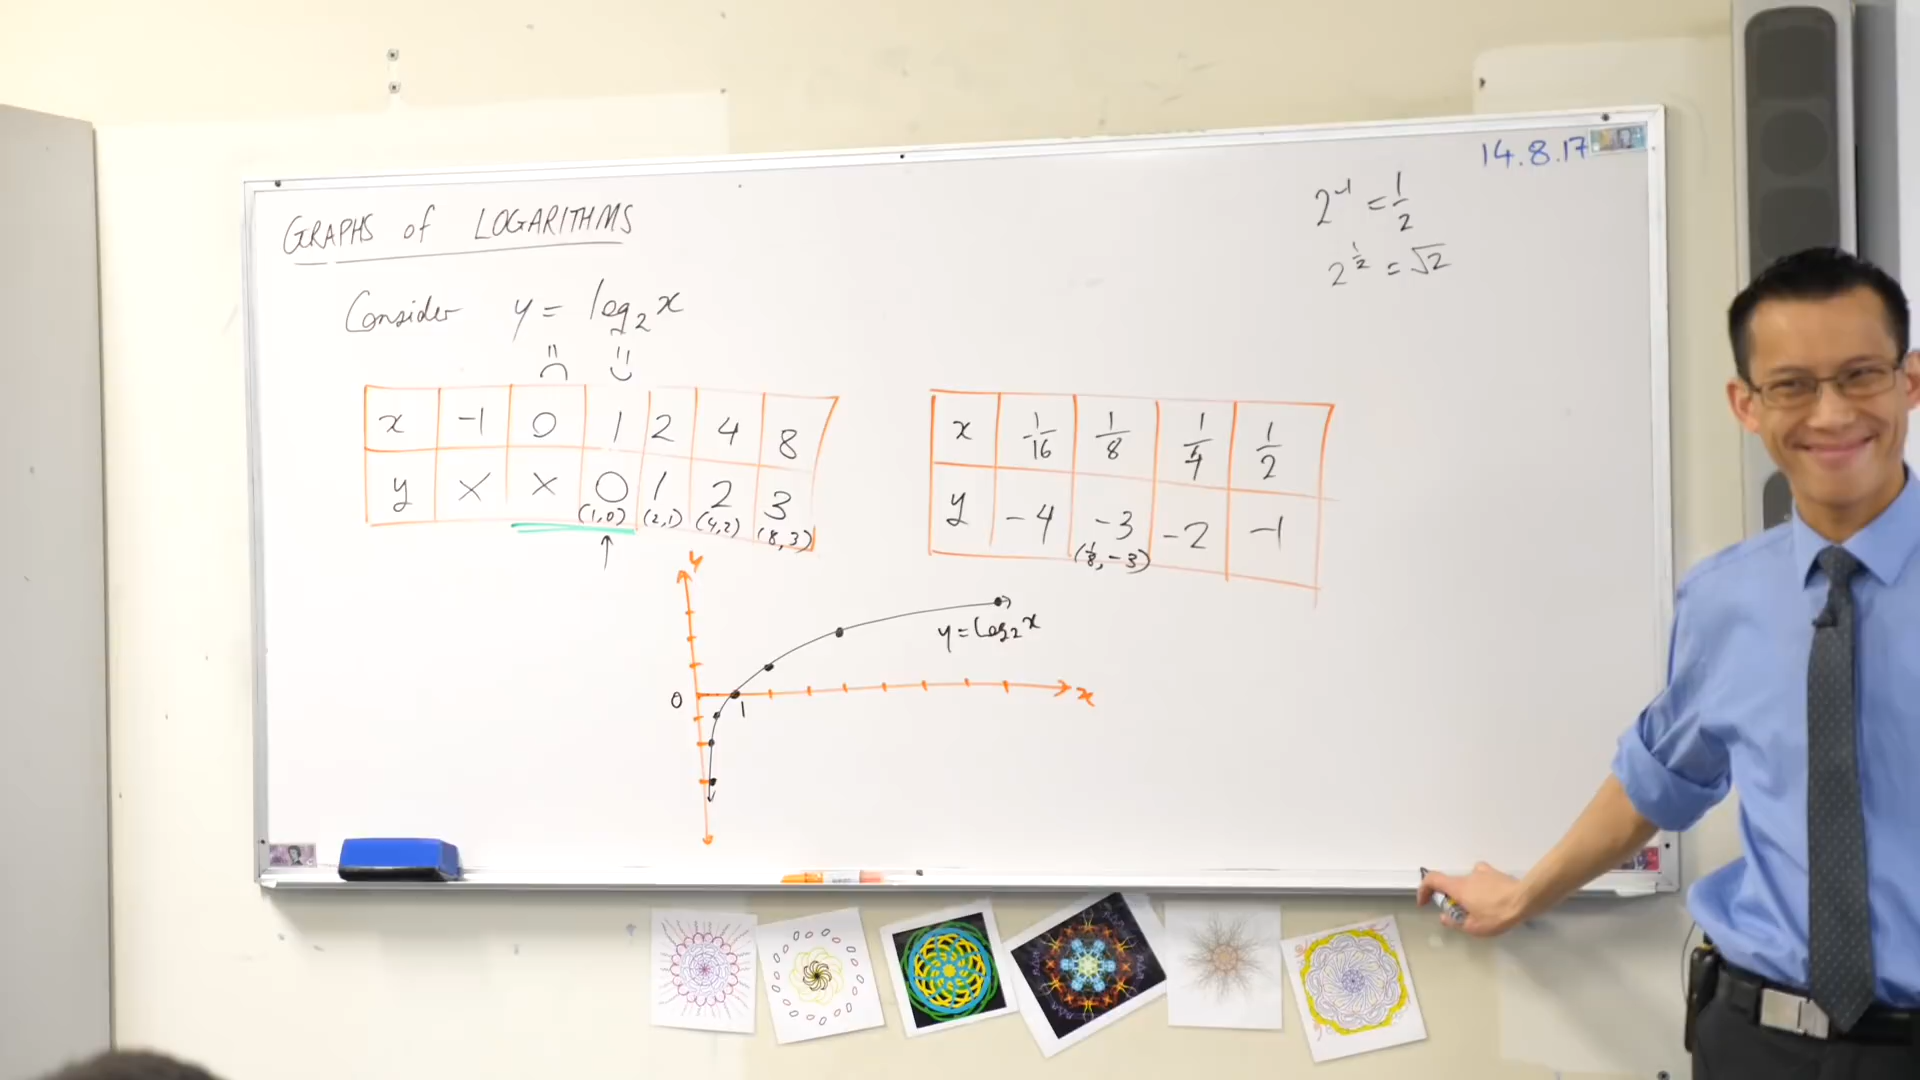 14.8.17
2⁻¹ = 1/2
2^½ = √2
GRAPHS of LOGARITHMS
Consider y = log₂x
x -1 0 1 2 4 8
y × × 0 1 2 3
(1,0) (2,1) (4,2) (8,3)
x 1/16 1/8 1/4 1/2
y -4 -3 -2 -1
(1/8, -3)
y
y = log₂x
0 1 x